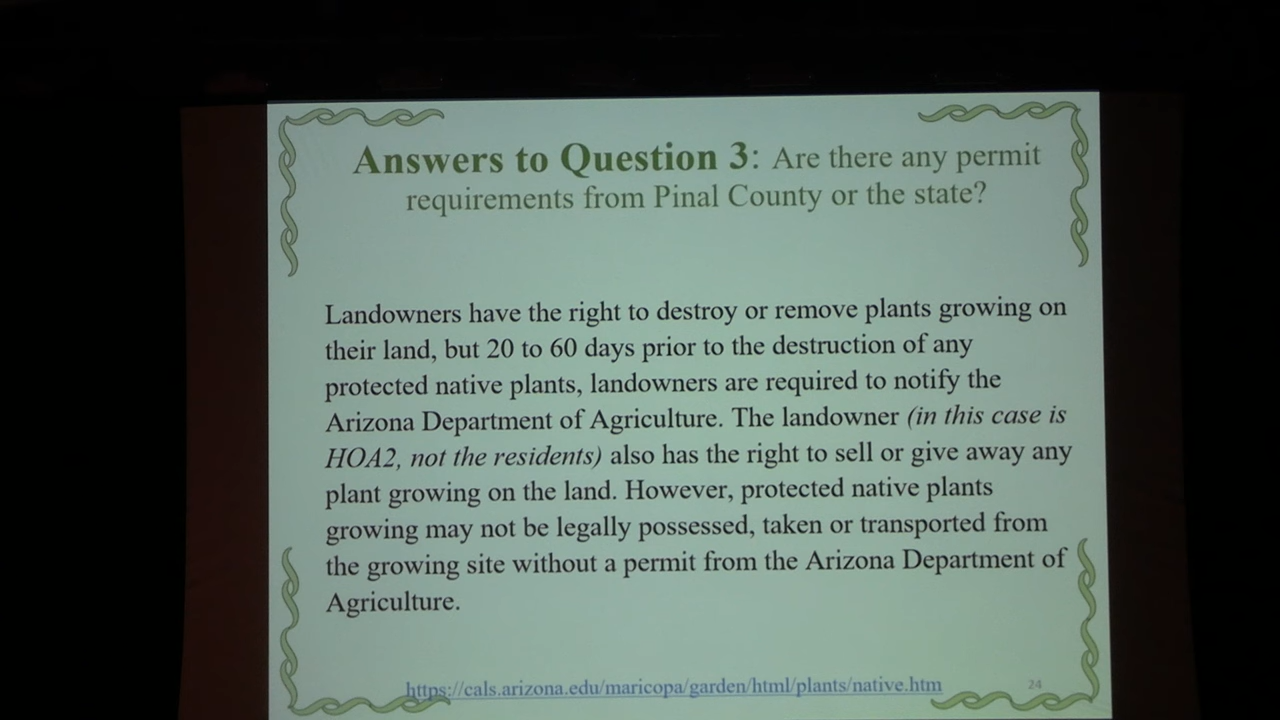 Answers to Question 3: Are there any permit
requirements from Pinal County or the state?
Landowners have the right to destroy or remove plants growing on
their land, but 20 to 60 days prior to the destruction of any
protected native plants, landowners are required to notify the
Arizona Department of Agriculture. The landowner (in this case is
HOA2, not the residents) also has the right to sell or give away any
plant growing on the land. However, protected native plants
growing may not be legally possessed, taken or transported from
the growing site without a permit from the Arizona Department of
Agriculture.
https://cals.arizona.edu/maricopa/garden/html/plants/native.htm
24